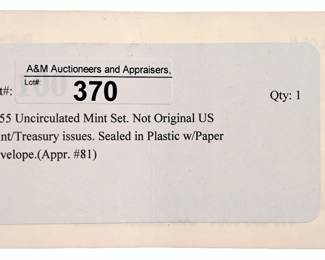 A&M Auctioneers and Appraisers,
Lot#:
t#: 370
Qty: 1
55 Uncirculated Mint Set. Not Original US
nt/Treasury issues. Sealed in Plastic w/Paper
velope.(Appr. #81)